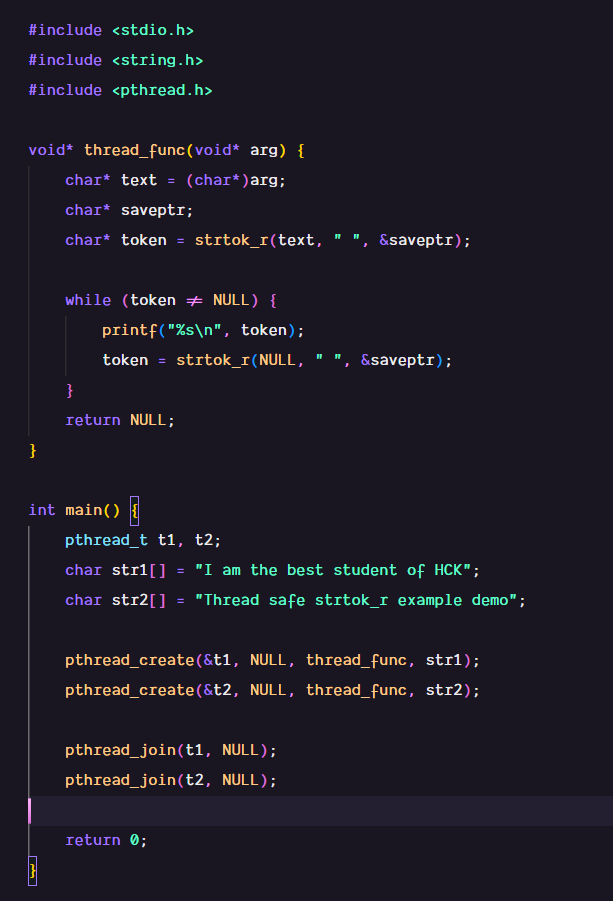 #include <stdio.h>
#include <string.h>
#include <pthread.h>
void* thread_func(void* arg) {
    char* text = (char*)arg;
    char* saveptr;
    char* token = strtok_r(text, " ", &saveptr);
    while (token ≠ NULL) {
        printf("%s\n", token);
        token = strtok_r(NULL, " ", &saveptr);
    }
    return NULL;
}
int main() {
    pthread_t t1, t2;
    char str1[] = "I am the best student of HCK";
    char str2[] = "Thread safe strtok_r example demo";
    pthread_create(&t1, NULL, thread_func, str1);
    pthread_create(&t2, NULL, thread_func, str2);
    pthread_join(t1, NULL);
    pthread_join(t2, NULL);
    return 0;
}